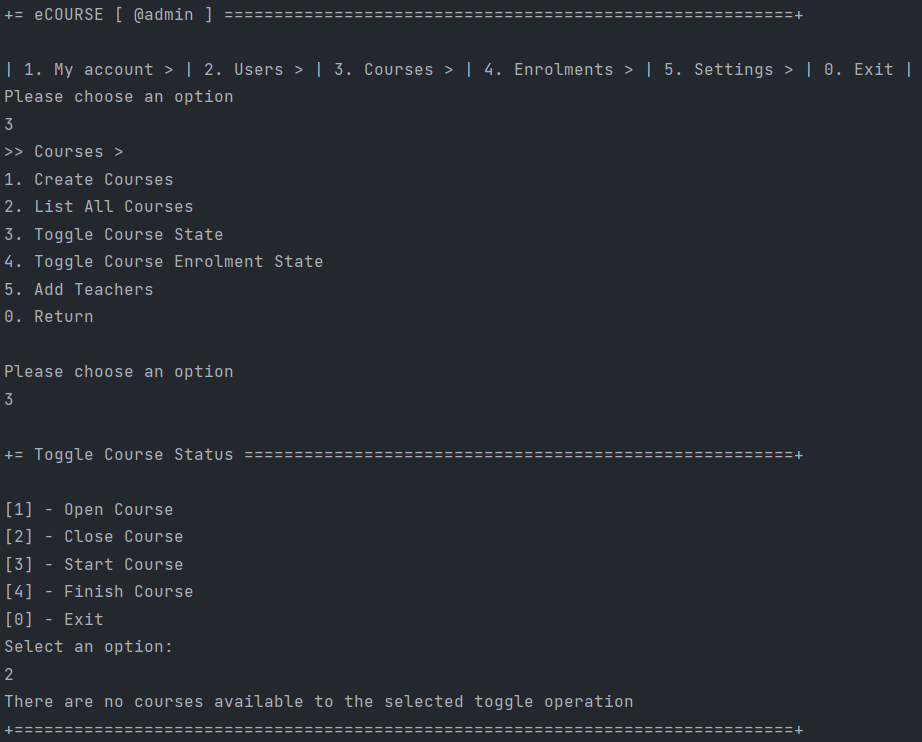 += eCOURSE [ @admin ] =========================================================+
| 1. My account > | 2. Users > | 3. Courses > | 4. Enrolments > | 5. Settings > | 0. Exit |
Please choose an option
3
>> Courses >
1. Create Courses
2. List All Courses
3. Toggle Course State
4. Toggle Course Enrolment State
5. Add Teachers
0. Return
Please choose an option
3
+= Toggle Course Status =======================================================+
[1] - Open Course
[2] - Close Course
[3] - Start Course
[4] - Finish Course
[0] - Exit
Select an option:
2
There are no courses available to the selected toggle operation
+==============================================================================+